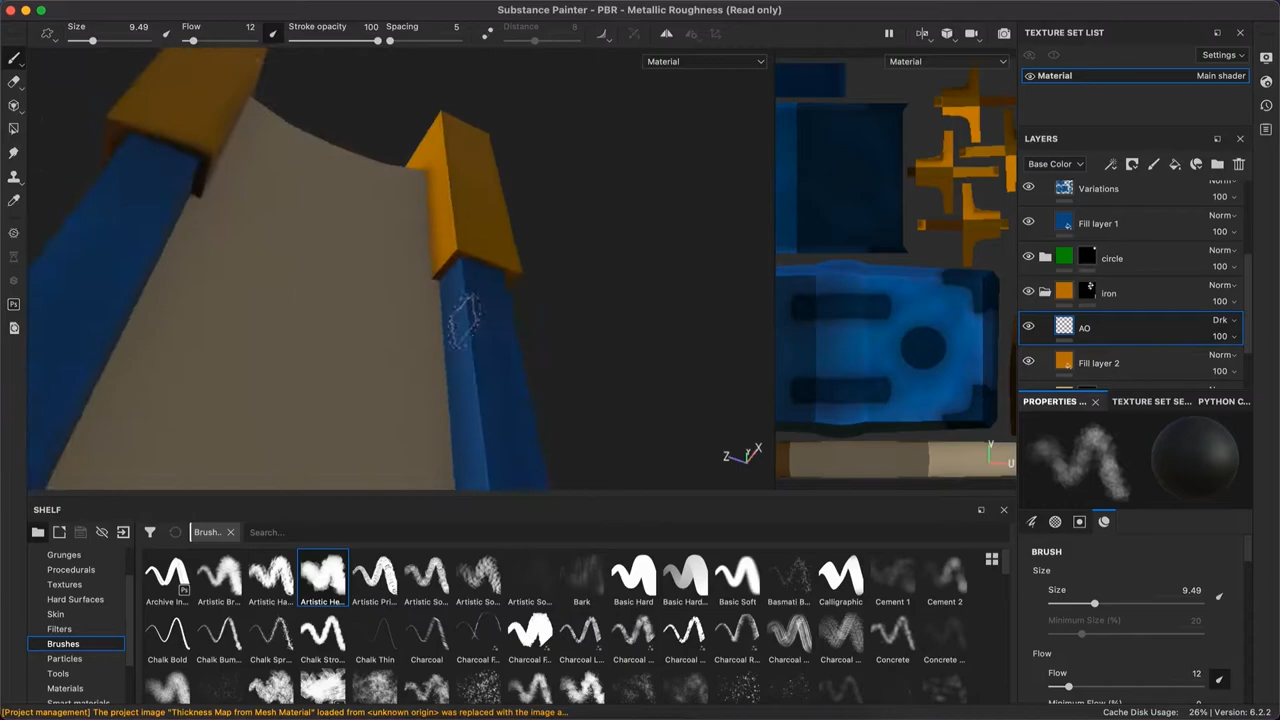 Substance Painter - PBR - Metallic Roughness (Read only)
Size 9.49 Flow 12 Stroke opacity 100 Spacing 5 Distance 8
Material
Material
TEXTURE SET LIST
Settings
Material Main shader
LAYERS
Base Color
Variations Norm 100
Fill layer 1 Norm 100
circle Norm 100
iron Norm 100
AO Drk 100
Fill layer 2 Norm 100
Z Y X
V
U
PROPERTIES ... TEXTURE SET SE... PYTHON C...
BRUSH
Size
Size 9.49
Minimum Size (%) 20
Flow
Flow 12
SHELF
Brush.. Search...
Grunges
Procedurals
Textures
Hard Surfaces
Skin
Filters
Brushes
Particles
Tools
Materials
Ps
Ps
Archive In... Artistic Br... Artistic Ha... Artistic He... Artistic Pri... Artistic So... Artistic So... Artistic So... Bark Basic Hard Basic Hard... Basic Soft Basmati B... Calligraphic Cement 1 Cement 2
Chalk Bold Chalk Bum... Chalk Spr... Chalk Stro... Chalk Thin Charcoal Charcoal F... Charcoal F... Charcoal L... Charcoal ... Charcoal R... Charcoal ... Charcoal ... Concrete Concrete ...
[Project management] The project image "Thickness Map from Mesh Material" loaded from <unknown origin> was replaced with the image a...
Cache Disk Usage: 26% | Version: 6.2.2